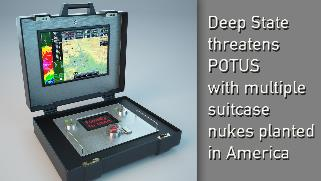 Deep State
threatens
POTUS
with multiple
suitcase
nukes planted
in America